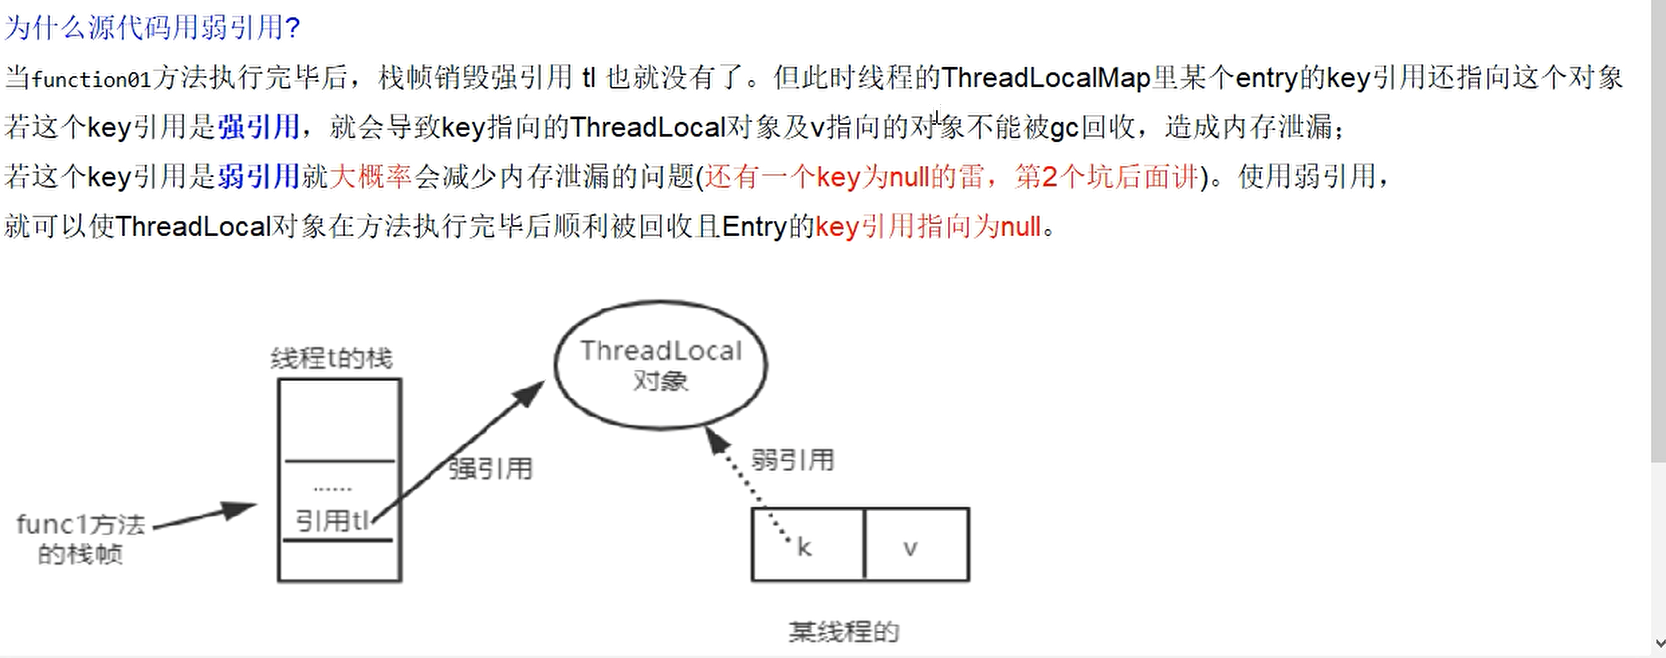 为什么源代码用弱引用?
当function01方法执行完毕后，栈帧销毁强引用 tl 也就没有了。但此时线程的ThreadLocalMap里某个entry的key引用还指向这个对象
若这个key引用是强引用，就会导致key指向的ThreadLocal对象及v指向的对象不能被gc回收，造成内存泄漏；
若这个key引用是弱引用就大概率会减少内存泄漏的问题(还有一个key为null的雷，第2个坑后面讲)。使用弱引用，
就可以使ThreadLocal对象在方法执行完毕后顺利被回收且Entry的key引用指向为null。
线程t的栈
ThreadLocal
对象
强引用
弱引用
......
引用tl
func1方法
的栈帧
k
v
某线程的